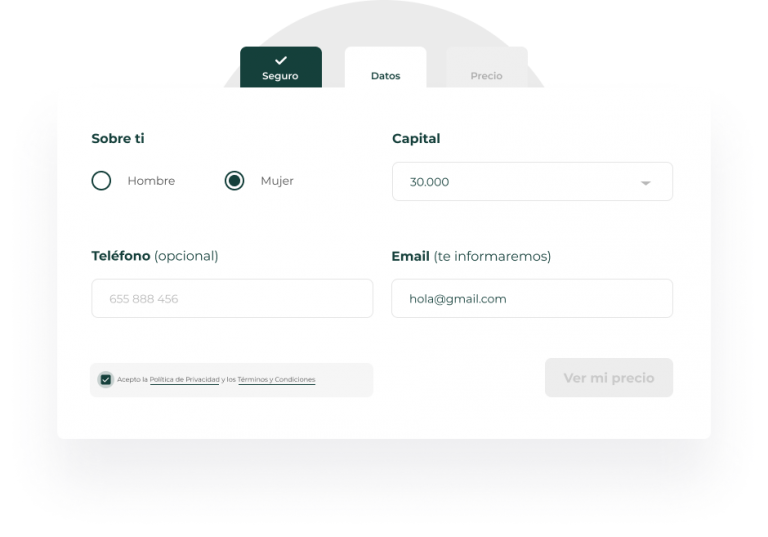 Seguro
Datos
Precio
Sobre ti
Capital
Hombre
Mujer
30.000
Teléfono (opcional)
Email (te informaremos)
655 888 456
hola@gmail.com
Acepto la Política de Privacidad y los Términos y Condiciones
Ver mi precio